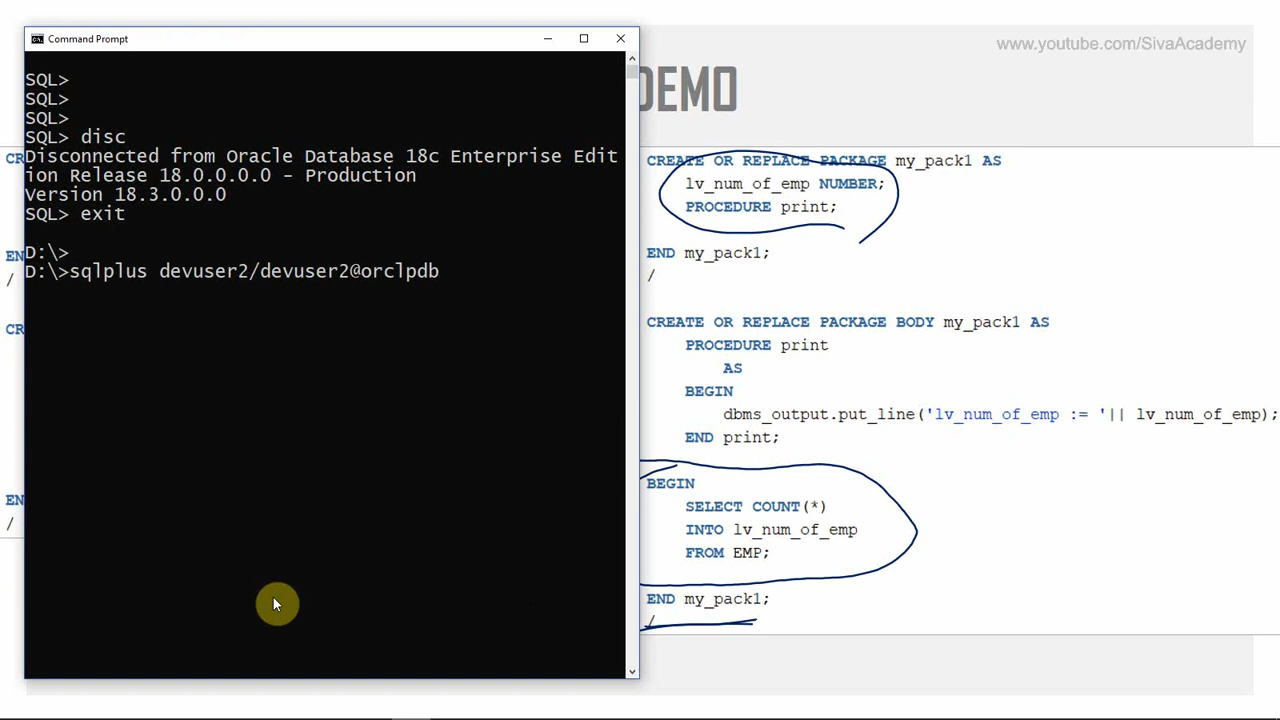 www.youtube.com/SivaAcademy
DEMO
Command Prompt
SQL>
SQL>
SQL>
SQL> disc
Disconnected from Oracle Database 18c Enterprise Edit
ion Release 18.0.0.0.0 - Production
Version 18.3.0.0.0
SQL> exit
D:\>
D:\>sqlplus devuser2/devuser2@orclpdb
CR
EN
/
CR
EN
/
CREATE OR REPLACE PACKAGE my_pack1 AS
lv_num_of_emp NUMBER;
PROCEDURE print;
END my_pack1;
/
CREATE OR REPLACE PACKAGE BODY my_pack1 AS
PROCEDURE print
AS
BEGIN
dbms_output.put_line('lv_num_of_emp := '|| lv_num_of_emp);
END print;
BEGIN
SELECT COUNT(*)
INTO lv_num_of_emp
FROM EMP;
END my_pack1;
/